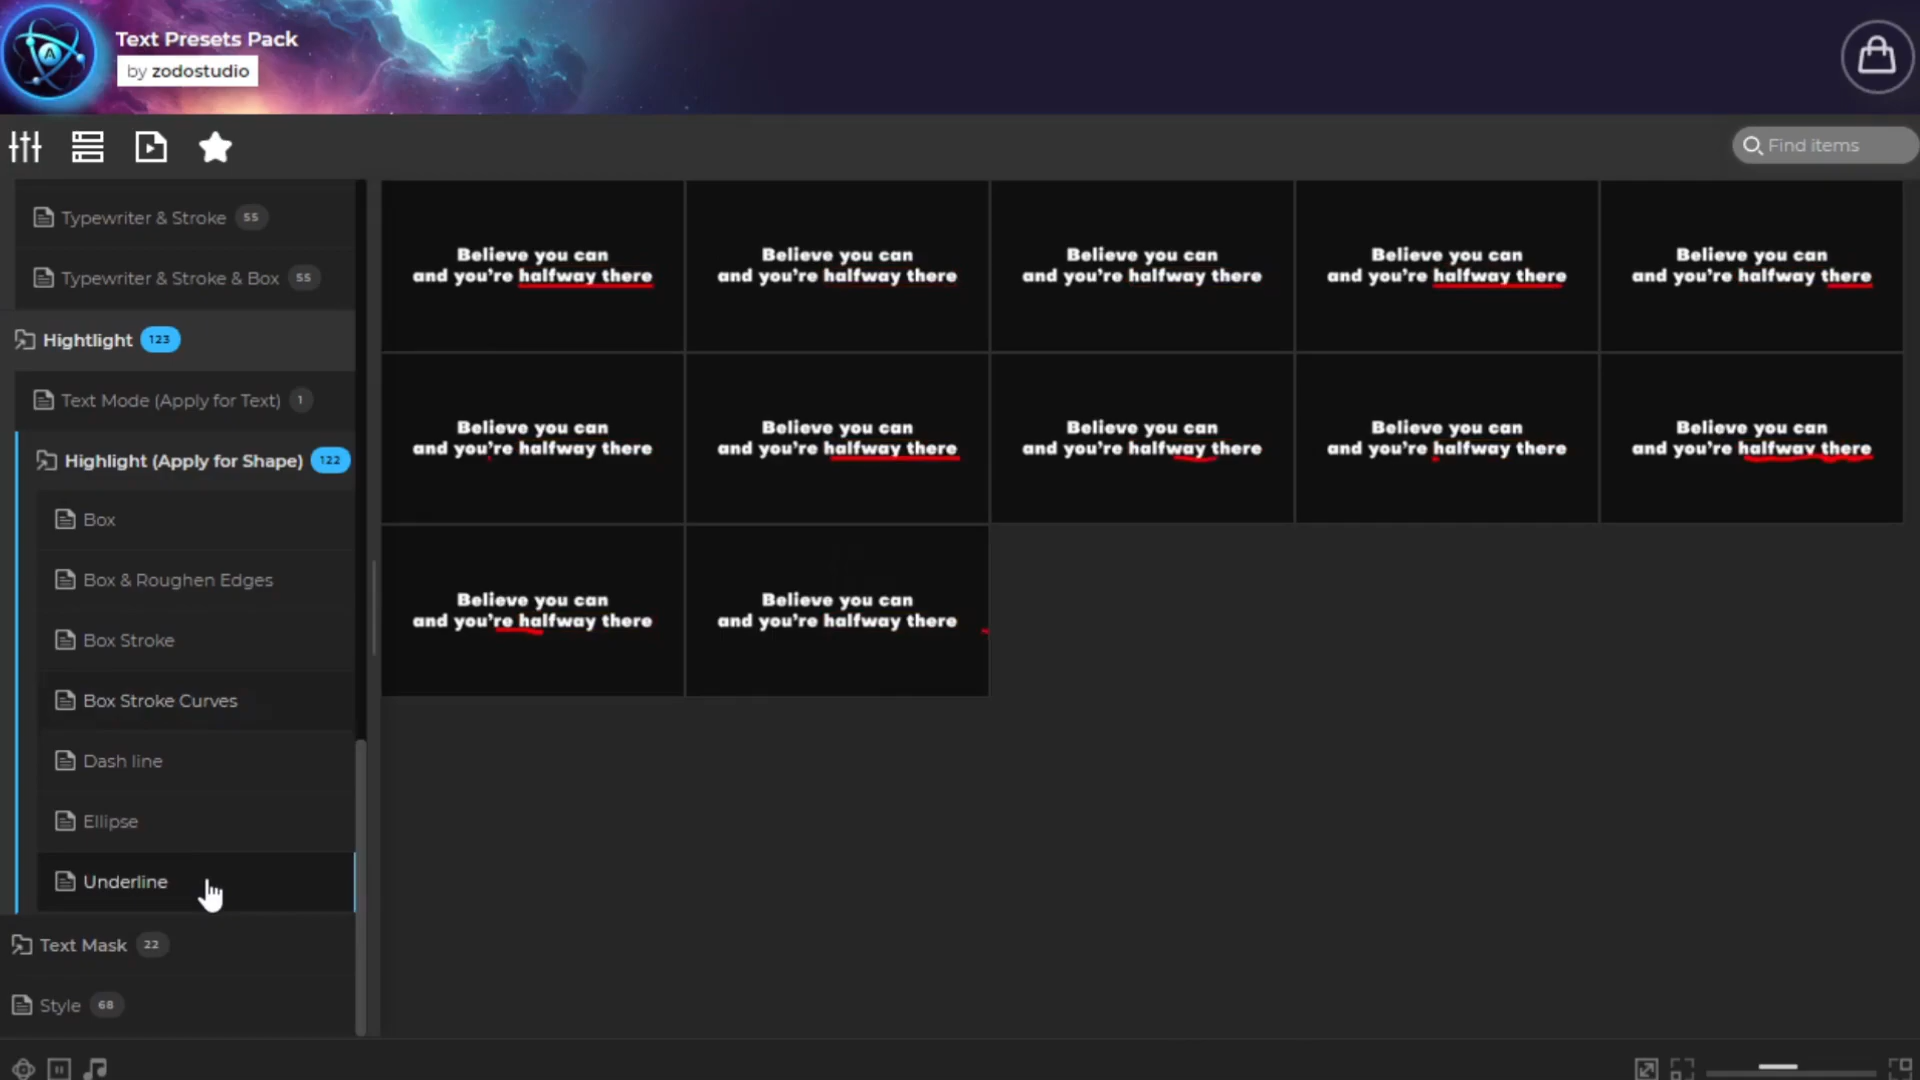 Text Presets Pack
by zodostudio
Find items
Typewriter & Stroke 55
Typewriter & Stroke & Box 55
Hightlight 123
Text Mode (Apply for Text) 1
Highlight (Apply for Shape) 122
Box
Box & Roughen Edges
Box Stroke
Box Stroke Curves
Dash line
Ellipse
Underline
Text Mask 22
Style 68
Believe you can
and you're halfway there
Believe you can
and you're halfway there
Believe you can
and you're halfway there
Believe you can
and you're halfway there
Believe you can
and you're halfway there
Believe you can
and you're halfway there
Believe you can
and you're halfway there
Believe you can
and you're halfway there
Believe you can
and you're halfway there
Believe you can
and you're halfway there
Believe you can
and you're halfway there
Believe you can
and you're halfway there